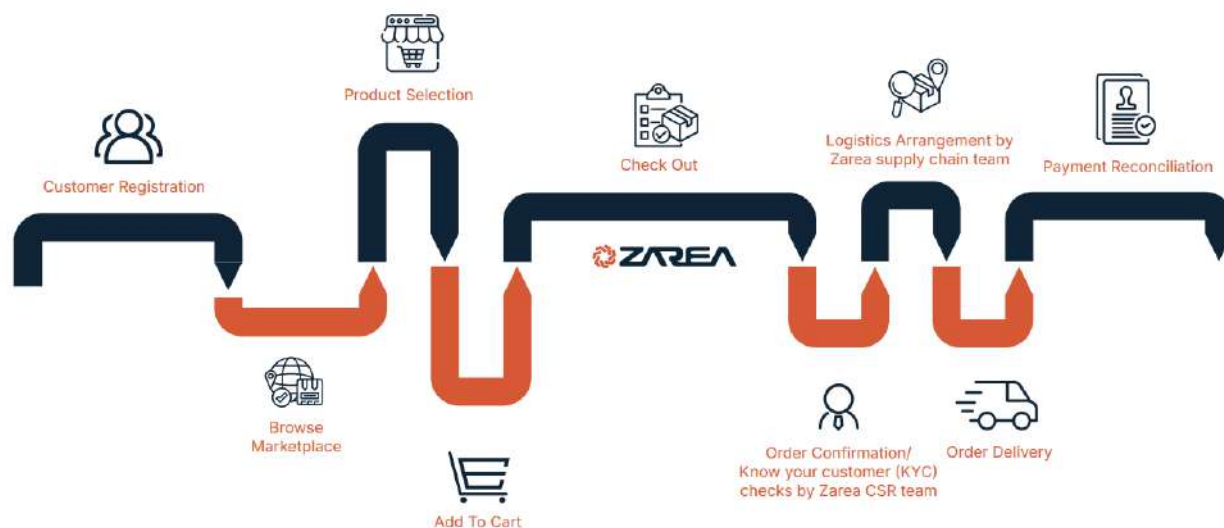 Customer Registration
Browse
Marketplace
Product Selection
Add To Cart
Check Out
ZAREA
Order Confirmation/
Know your customer (KYC)
checks by Zarea CSR team
Logistics Arrangement by
Zarea supply chain team
Order Delivery
Payment Reconciliation